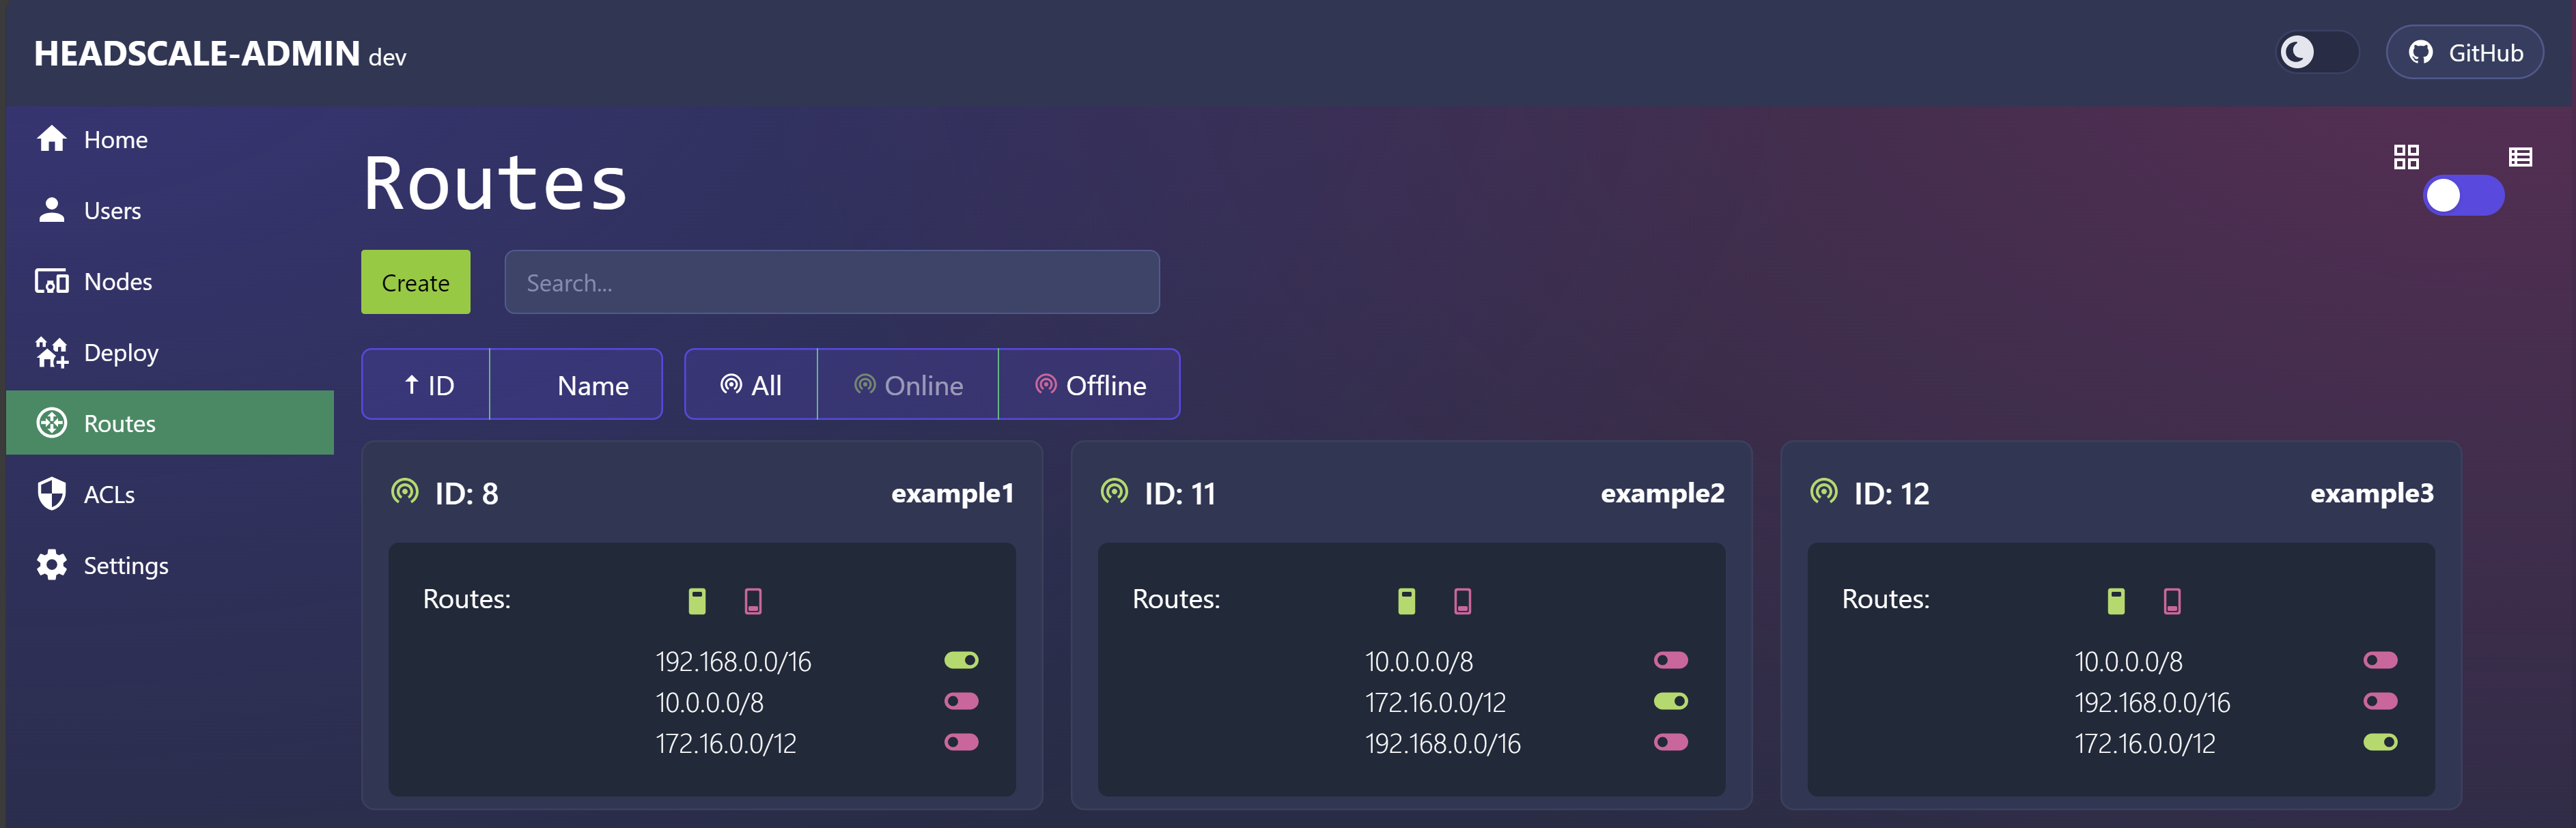 HEADSCALE-ADMIN dev
GitHub
Home
Users
Nodes
Deploy
Routes
ACLs
Settings
Routes
Create
Search...
ID
Name
All
Online
Offline
ID: 8
example1
Routes:
192.168.0.0/16
10.0.0.0/8
172.16.0.0/12
ID: 11
example2
Routes:
10.0.0.0/8
172.16.0.0/12
192.168.0.0/16
ID: 12
example3
Routes:
10.0.0.0/8
192.168.0.0/16
172.16.0.0/12